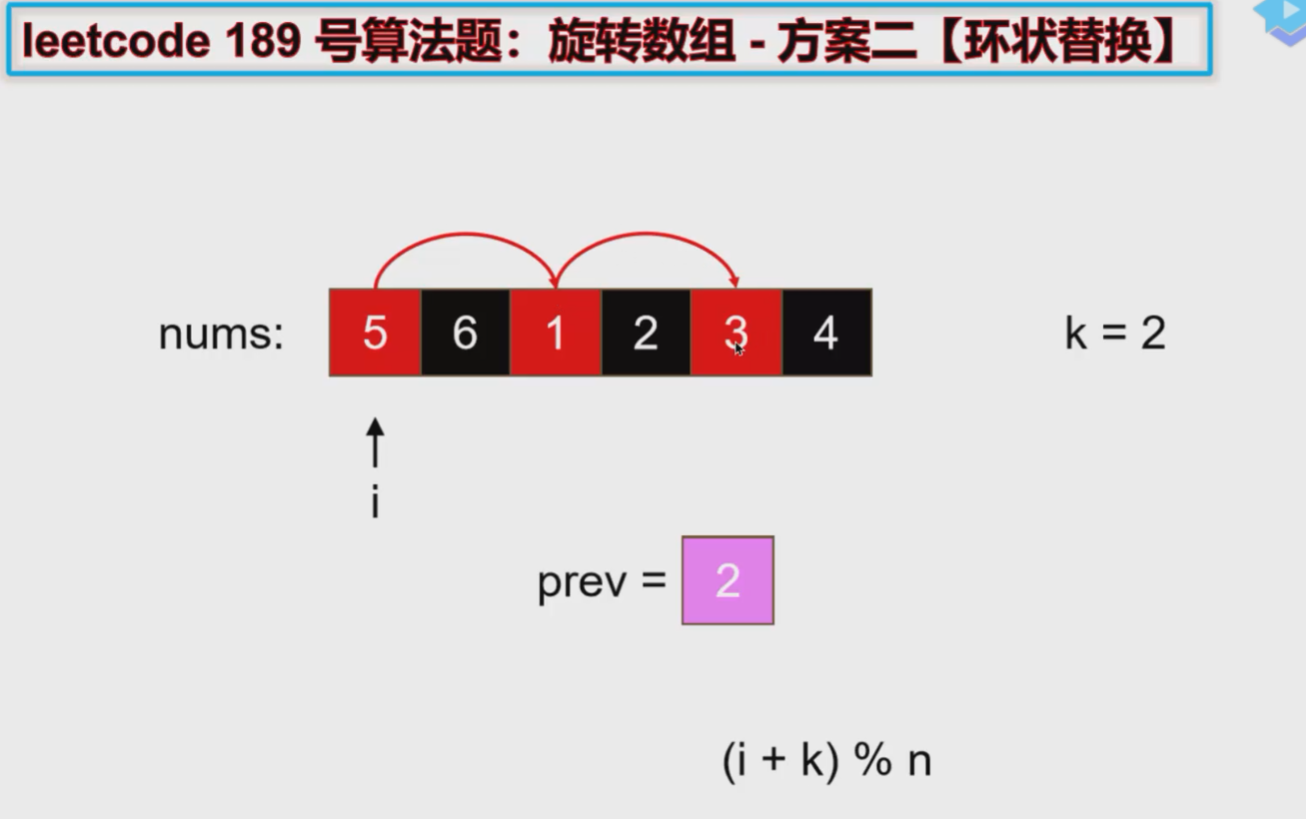 leetcode 189 号算法题：旋转数组 - 方案二【环状替换】
nums: 5 6 1 2 3 4 k = 2
i
prev = 2
(i + k) % n